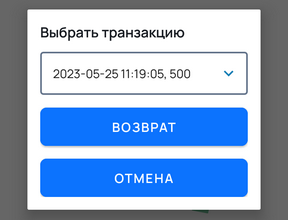 Выбрать транзакцию
2023-05-25 11:19:05, 500
ВОЗВРАТ
ОТМЕНА